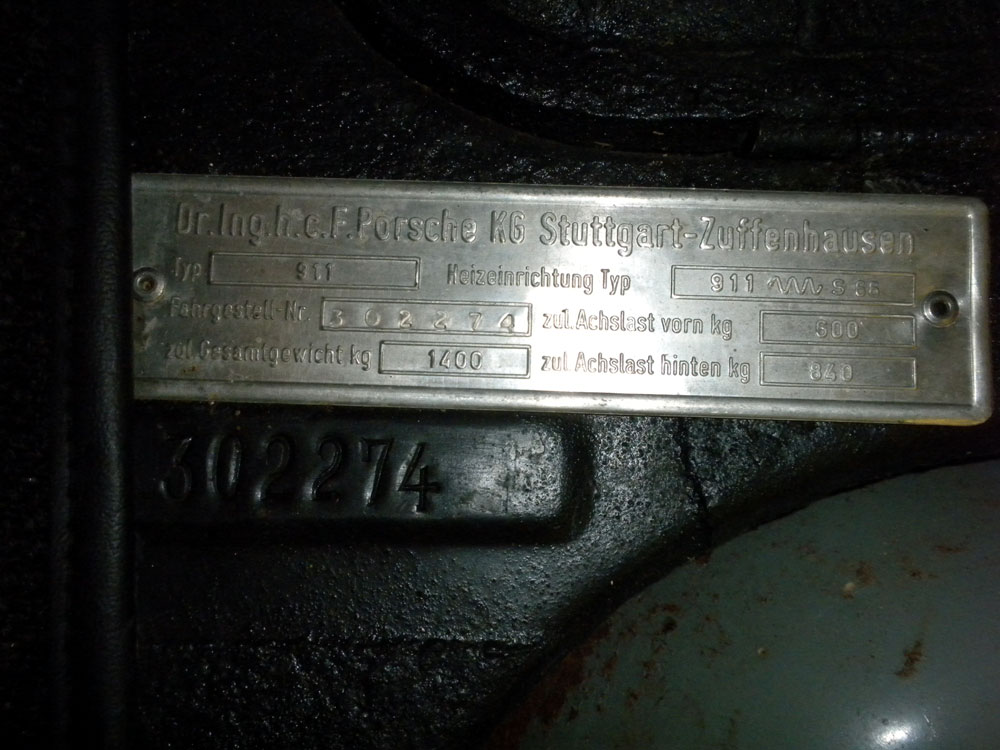 Dr.Ing.h.c.F.Porsche KG Stuttgart-Zuffenhausen
Typ 911 Heizeinrichtung Typ 911 S
Fahrgestell-Nr. 302274 zul.Achslast vorn kg 600
zul.Gesamtgewicht kg 1400 zul.Achslast hinten kg 840
302274